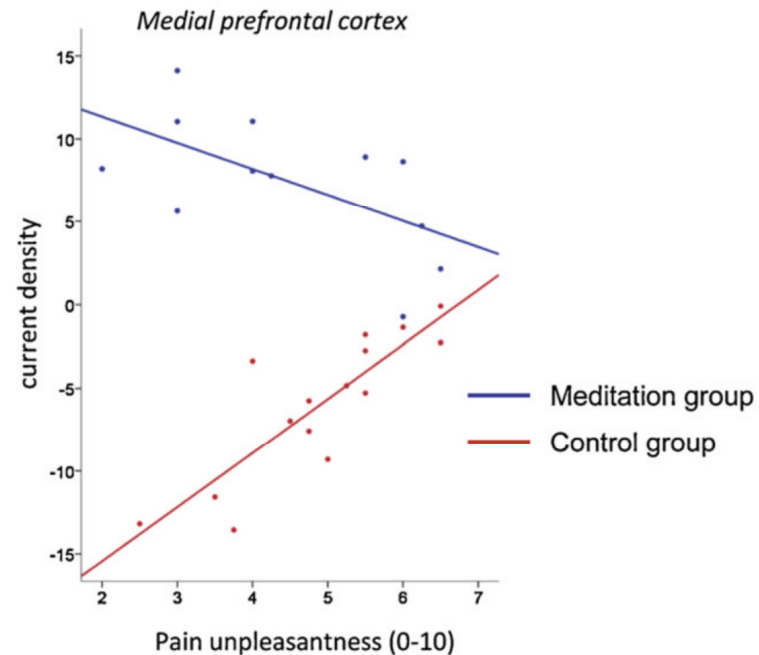 Medial prefrontal cortex
15
10
5
0
-5
-10
-15
current density
2 3 4 5 6 7
Pain unpleasantness (0-10)
Meditation group
Control group